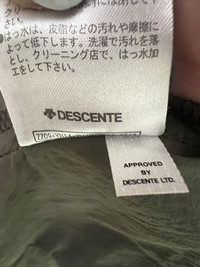 さい。
はっ水は、皮脂などの汚れや摩擦に
よって低下します。洗濯で汚れを落
とし、クリーニング店で、はっ水加
工をして下さい。
DESCENTE
APPROVED
BY
DESCENTE LTD.